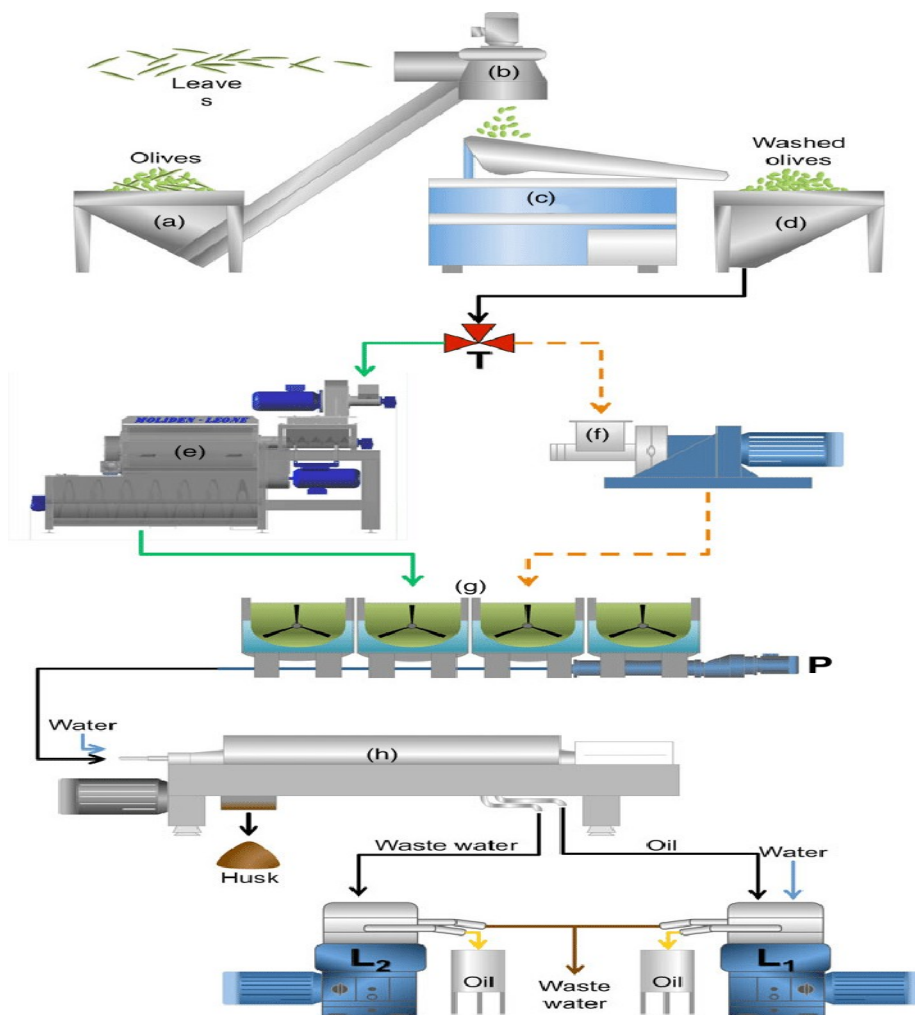 (b)
Leave
s
Olives
Washed
olives
(a)
(c)
(d)
T
MOLIDEN - LEONE
(e)
(f)
(g)
P
Water
(h)
Waste water
Oil
Water
Husk
L₂
L₁
Oil
Waste
water
Oil